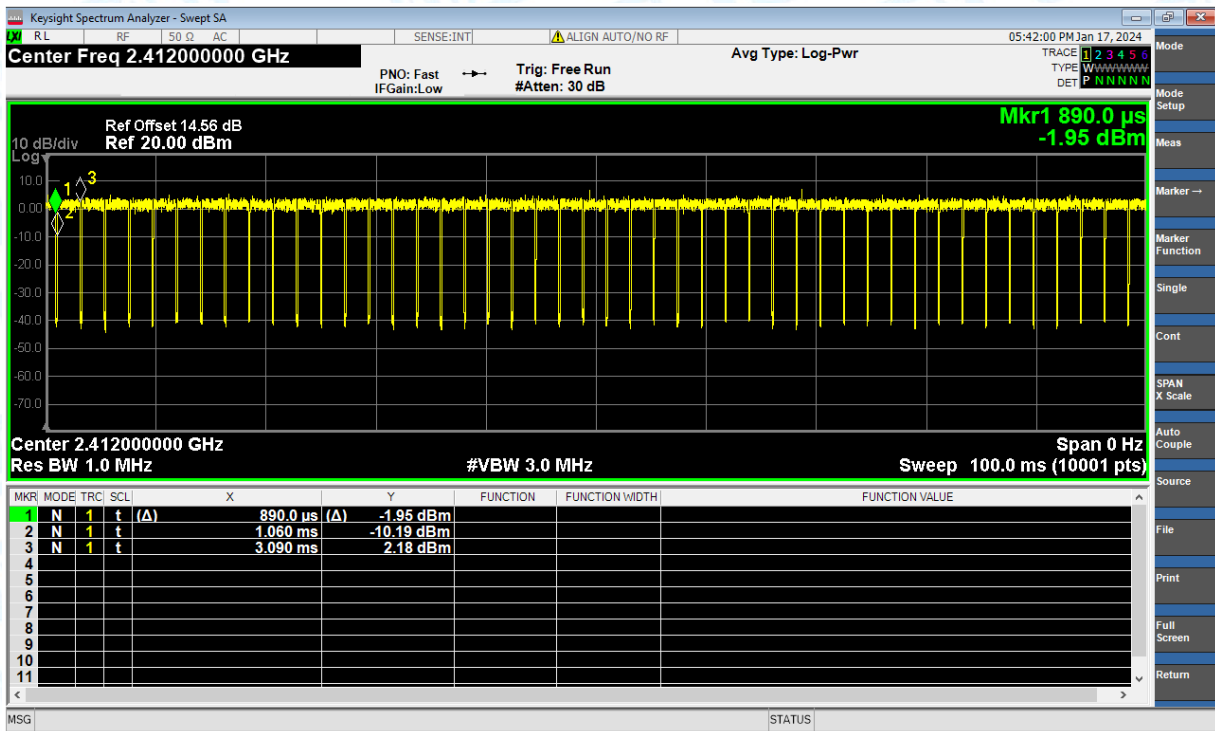 Keysight Spectrum Analyzer - Swept SA
LXI RL RF 50 Ω AC SENSE:INT ALIGN AUTO/NO RF 05:42:00 PM Jan 17, 2024
Center Freq 2.412000000 GHz
Avg Type: Log-Pwr
TRACE 1 2 3 4 5 6
TYPE WWWWWW
DET P N N N N N
PNO: Fast
IFGain:Low
Trig: Free Run
#Atten: 30 dB
Mkr1 890.0 µs
-1.95 dBm
Ref Offset 14.56 dB
10 dB/div Ref 20.00 dBm
Log
10.0
0.00
-10.0
-20.0
-30.0
-40.0
-50.0
-60.0
-70.0
1
2
3
Center 2.412000000 GHz Span 0 Hz
Res BW 1.0 MHz #VBW 3.0 MHz Sweep 100.0 ms (10001 pts)
MKR MODE TRC SCL X Y FUNCTION FUNCTION WIDTH FUNCTION VALUE
1 N 1 t (Δ) 890.0 µs (Δ) -1.95 dBm
2 N 1 t 1.060 ms -10.19 dBm
3 N 1 t 3.090 ms 2.18 dBm
4
5
6
7
8
9
10
11
MSG STATUS
Mode
Mode
Setup
Meas
Marker →
Marker
Function
Single
Cont
SPAN
X Scale
Auto
Couple
Source
File
Print
Full
Screen
Return